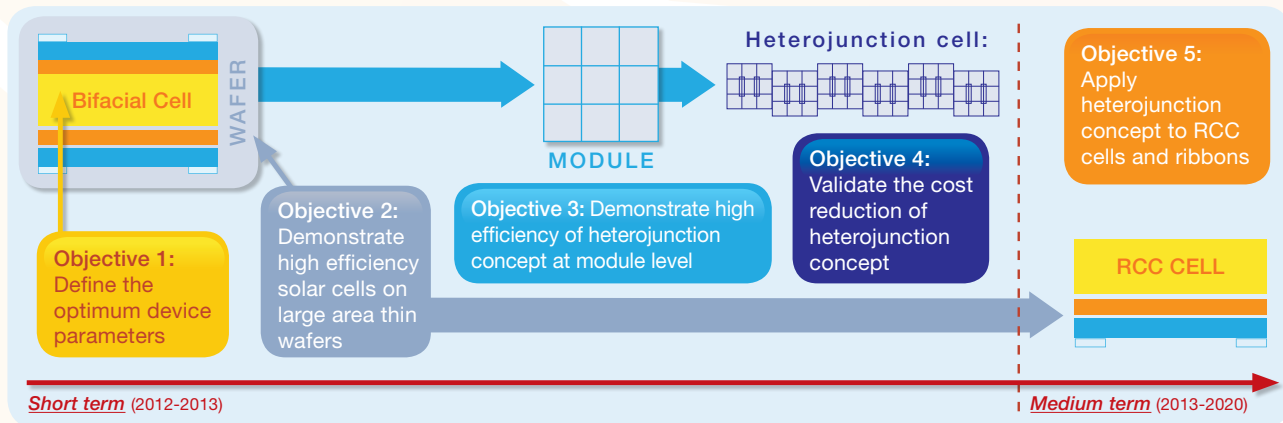 Bifacial Cell
WAFER
Objective 1:
Define the
optimum device
parameters
Objective 2:
Demonstrate
high efficiency
solar cells on
large area thin
wafers
MODULE
Objective 3: Demonstrate high
efficiency of heterojunction
concept at module level
Heterojunction cell:
Objective 4:
Validate the cost
reduction of
heterojunction
concept
Objective 5:
Apply
heterojunction
concept to RCC
cells and ribbons
RCC CELL
Short term (2012-2013)
Medium term (2013-2020)